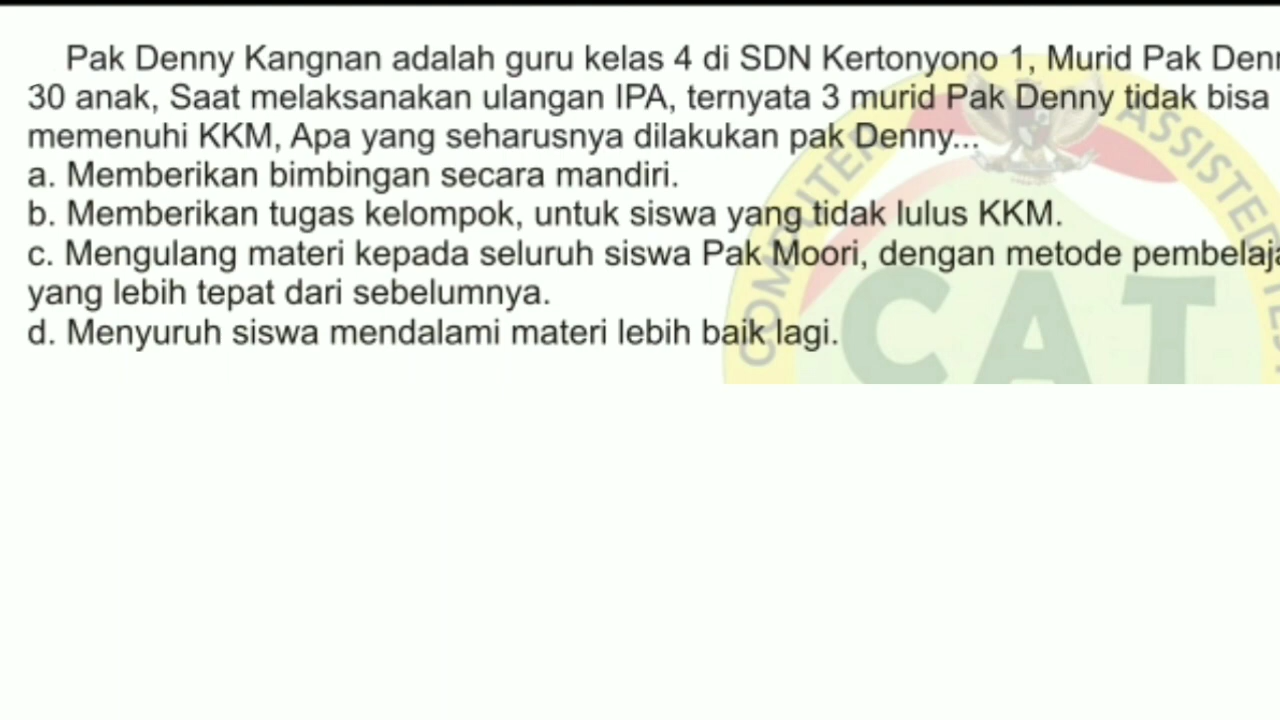 Pak Denny Kangnan adalah guru kelas 4 di SDN Kertonyono 1, Murid Pak
30 anak, Saat melaksanakan ulangan IPA, ternyata 3 murid Pak Denny tidak bisa
memenuhi KKM, Apa yang seharusnya dilakukan pak Denny...
a. Memberikan bimbingan secara mandiri.
b. Memberikan tugas kelompok, untuk siswa yang tidak lulus KKM.
c. Mengulang materi kepada seluruh siswa Pak Moori, dengan metode
yang lebih tepat dari sebelumnya.
d. Menyuruh siswa mendalami materi lebih baik lagi.
COMPUTER ASSISTED TEST
CAT